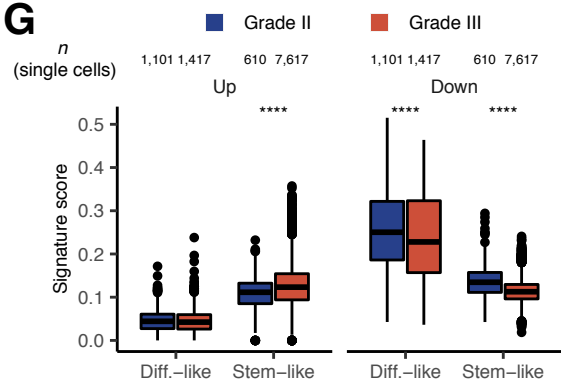 G
Grade II Grade III
n
(single cells)
1,101 1,417 610 7,617 1,101 1,417 610 7,617
Up Down
**** **** ****
Signature score
0.5
0.4
0.3
0.2
0.1
0.0
Diff.–like Stem–like Diff.–like Stem–like